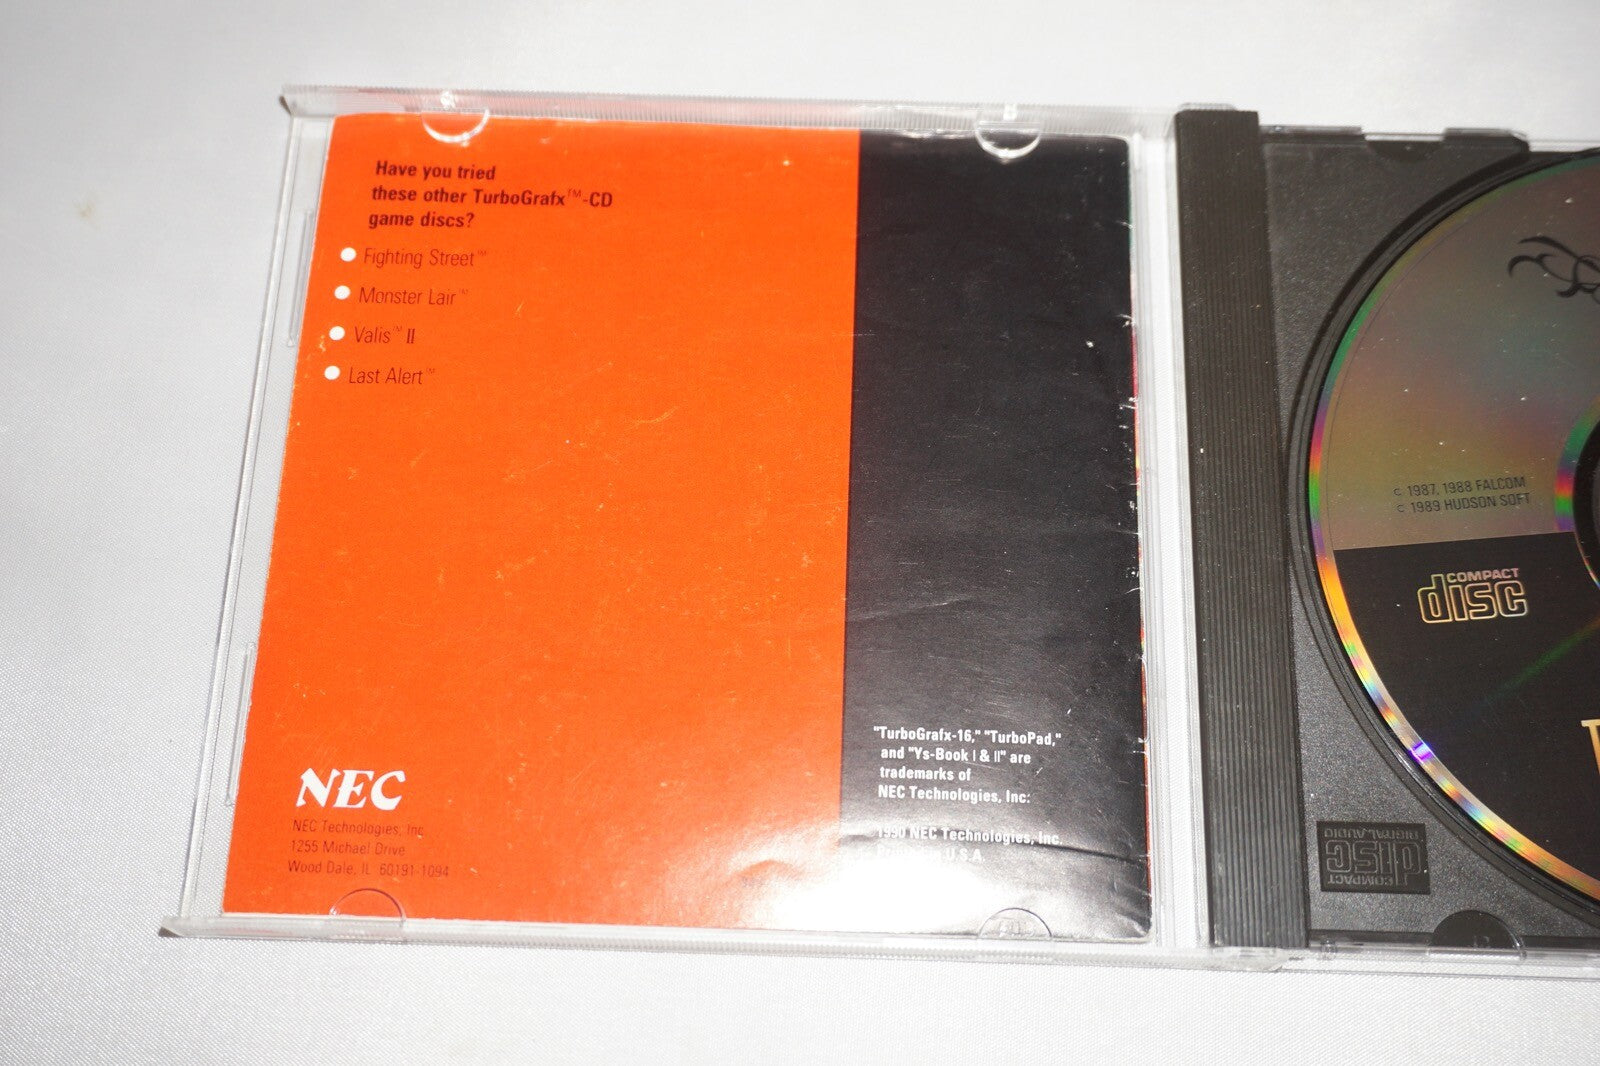 Have you tried
these other TurboGrafx™-CD
game discs?
Fighting Street™
Monster Lair™
Valis™ II
Last Alert™
NEC
NEC Technologies, Inc.
1255 Michael Drive
Wood Dale, IL 60191-1094
"TurboGrafx-16," "TurboPad,"
and "Ys-Book I & II" are
trademarks of
NEC Technologies, Inc.
1990 NEC Technologies, Inc.
U.S.A
c 1987, 1988 FALCOM
c 1989 HUDSON SOFT
COMPACT
disc
COMPACT
disc
DIGITAL AUDIO